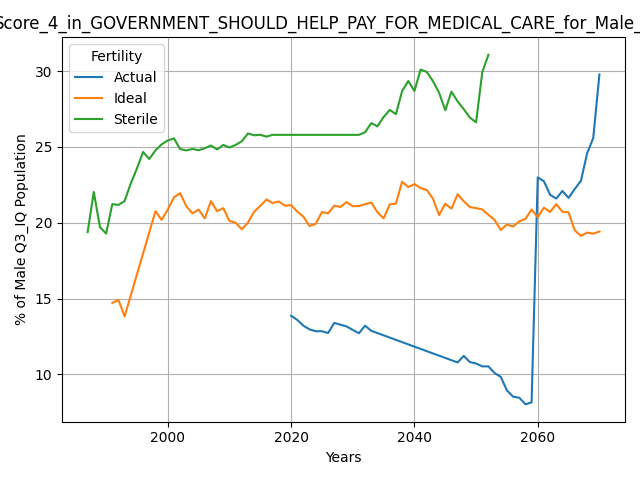 Score_4_in_GOVERNMENT_SHOULD_HELP_PAY_FOR_MEDICAL_CARE_for_Male_
Fertility
Actual
Ideal
Sterile
% of Male Q3_IQ Population
30
25
20
15
10
2000
2020
2040
2060
Years